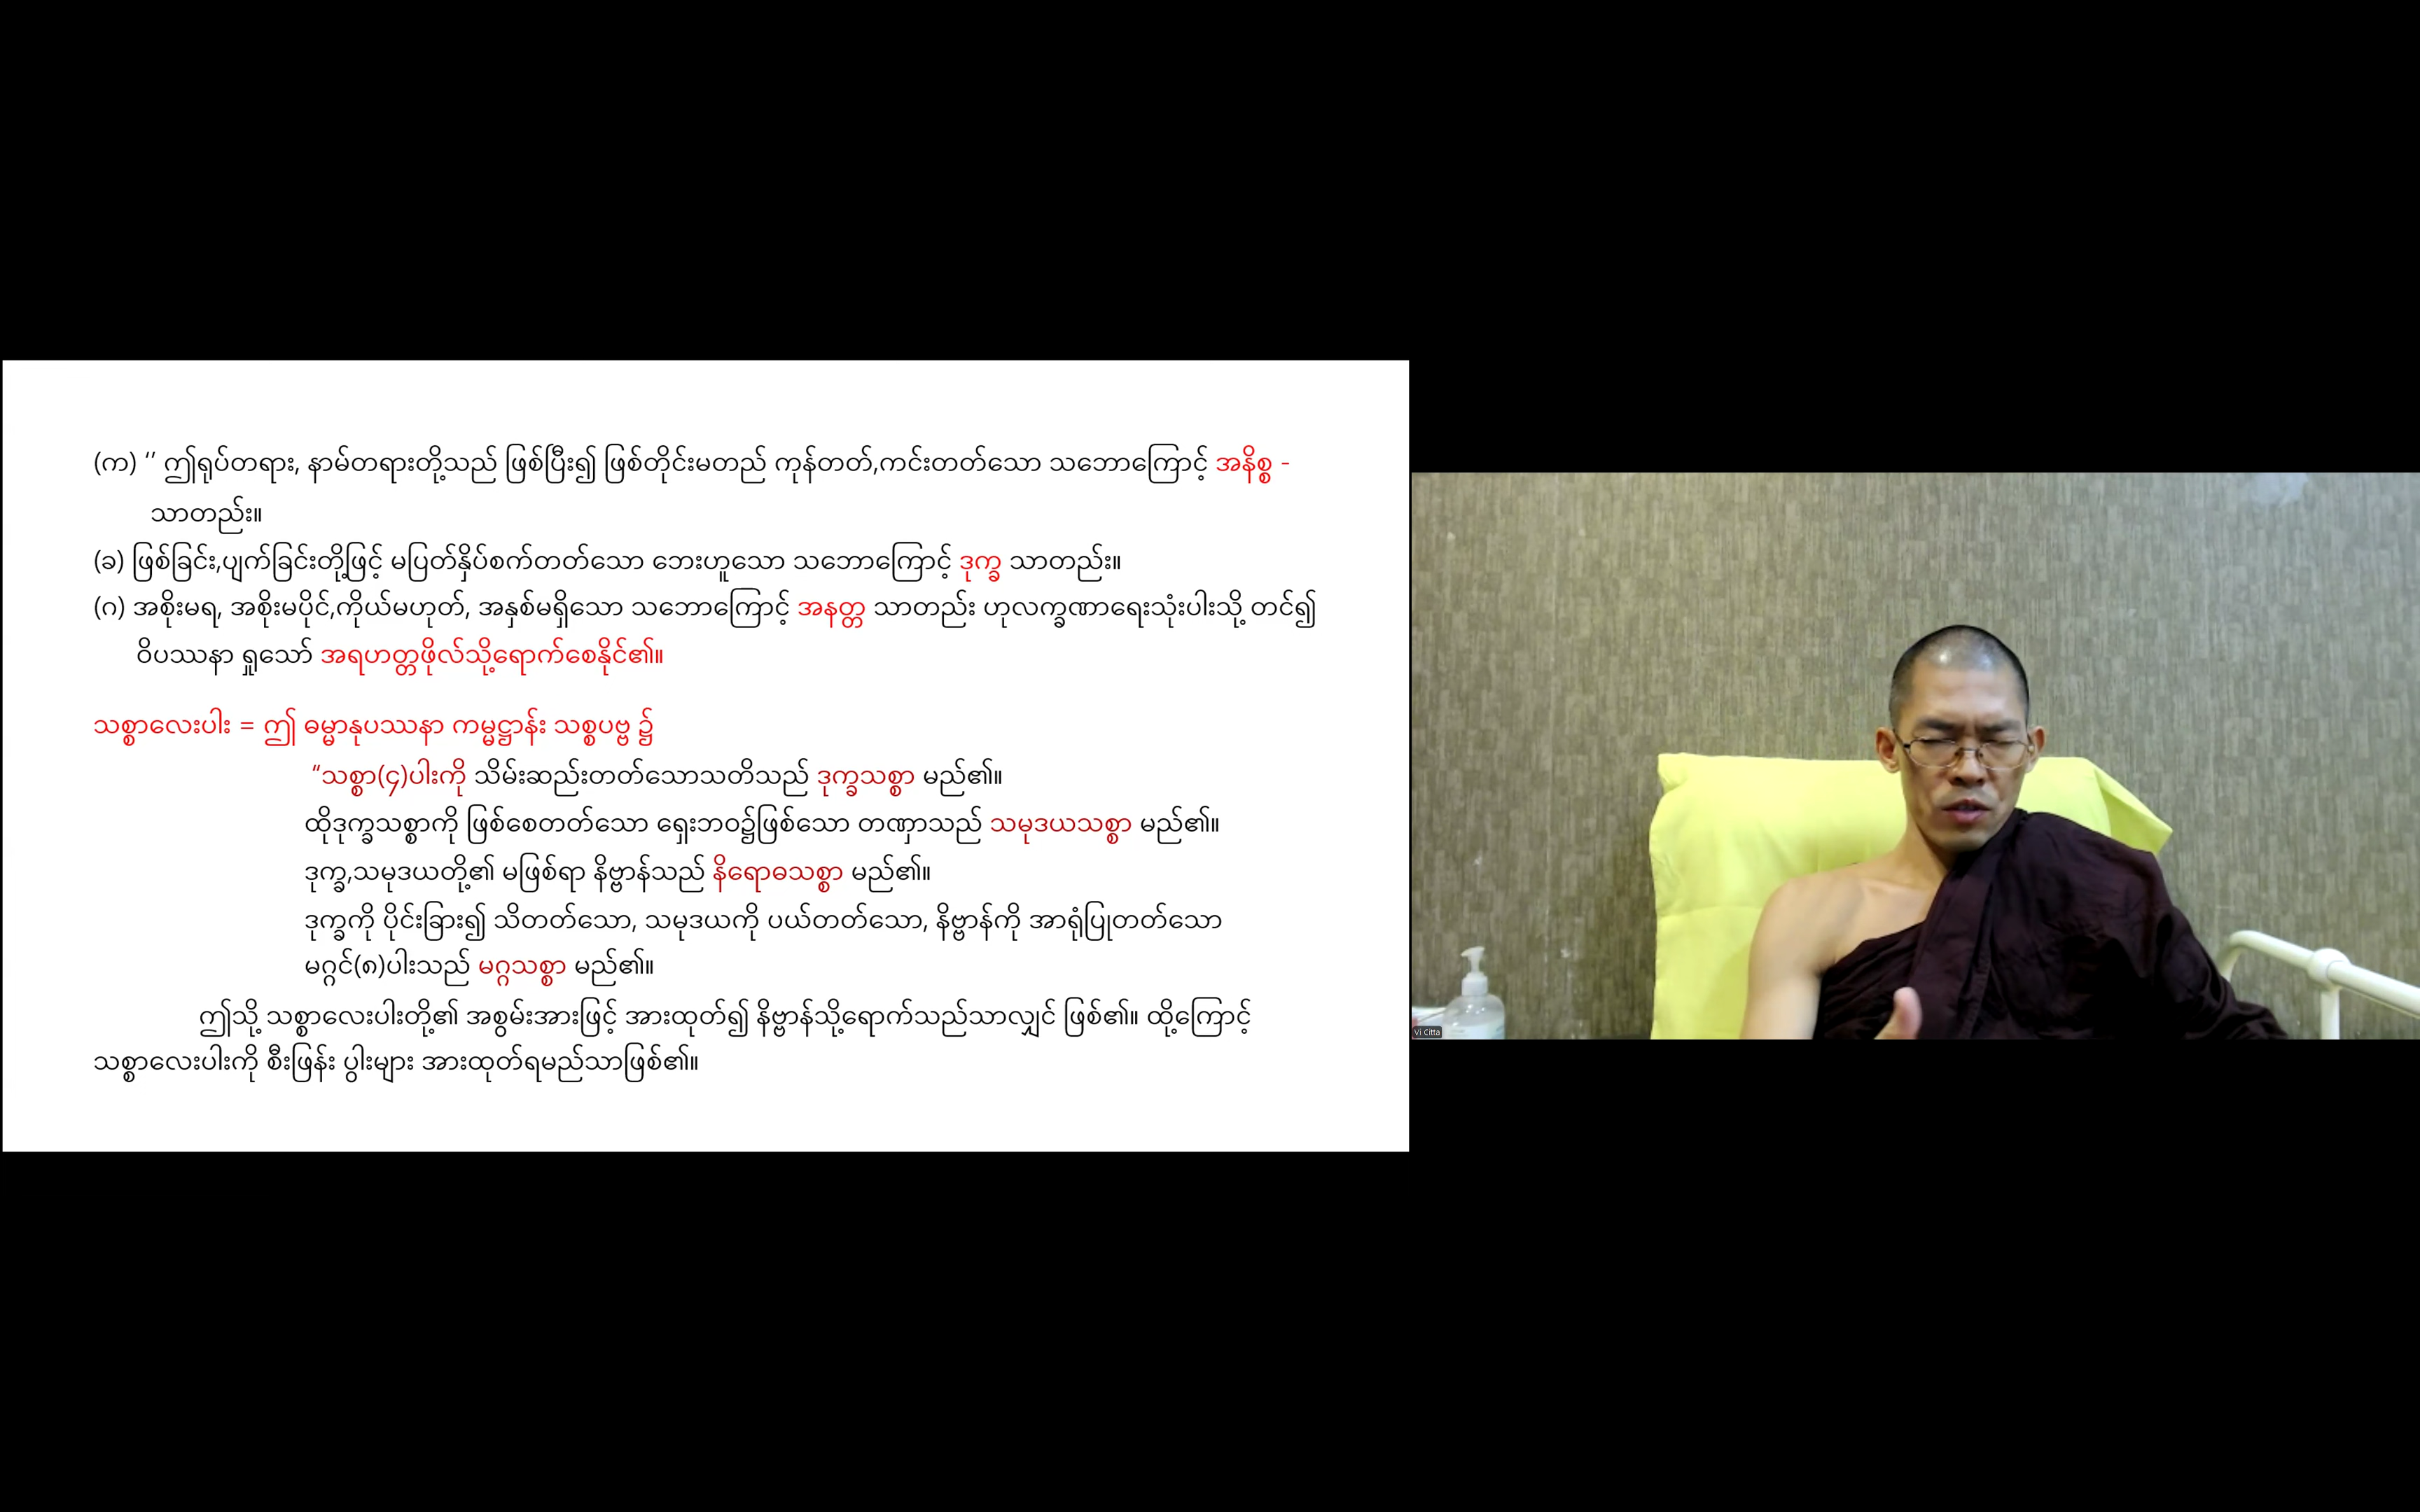 (က) ‘’ ဤရုပ်တရား, နာမ်တရားတို့သည် ဖြစ်ပြီး၍ ဖြစ်တိုင်းမတည် ကုန်တတ်,ကင်းတတ်သော သဘောကြောင့် အနိစ္စ -
သာတည်း။
(ခ) ဖြစ်ခြင်း,ပျက်ခြင်းတို့ဖြင့် မပြတ်နှိပ်စက်တတ်သော ဘေးဟူသော သဘောကြောင့် ဒုက္ခ သာတည်း။
(ဂ) အစိုးမရ, အစိုးမပိုင်,ကိုယ်မဟုတ်, အနှစ်မရှိသော သဘောကြောင့် အနတ္တ သာတည်း ဟုလက္ခဏာရေးသုံးပါးသို့ တင်၍
ဝိပဿနာ ရှုသော် အရဟတ္တဖိုလ်သို့ရောက်စေနိုင်၏။
သစ္စာလေးပါး = ဤ ဓမ္မာနုပဿနာ ကမ္မဋ္ဌာန်း သစ္စပဗ္ဗ ၌
“သစ္စာ(၄)ပါးကို သိမ်းဆည်းတတ်သောသတိသည် ဒုက္ခသစ္စာ မည်၏။
ထိုဒုက္ခသစ္စာကို ဖြစ်စေတတ်သော ရှေးဘဝ၌ဖြစ်သော တဏှာသည် သမုဒယသစ္စာ မည်၏။
ဒုက္ခ,သမုဒယတို့၏ မဖြစ်ရာ နိဗ္ဗာန်သည် နိရောဓသစ္စာ မည်၏။
ဒုက္ခကို ပိုင်းခြား၍ သိတတ်သော, သမုဒယကို ပယ်တတ်သော, နိဗ္ဗာန်ကို အာရုံပြုတတ်သော
မဂ္ဂင်(၈)ပါးသည် မဂ္ဂသစ္စာ မည်၏။
ဤသို့ သစ္စာလေးပါးတို့၏ အစွမ်းအားဖြင့် အားထုတ်၍ နိဗ္ဗာန်သို့ရောက်သည်သာလျှင် ဖြစ်၏။ ထို့ကြောင့်
သစ္စာလေးပါးကို စီးဖြန်း ပွါးများ အားထုတ်ရမည်သာဖြစ်၏။
Vi Citta